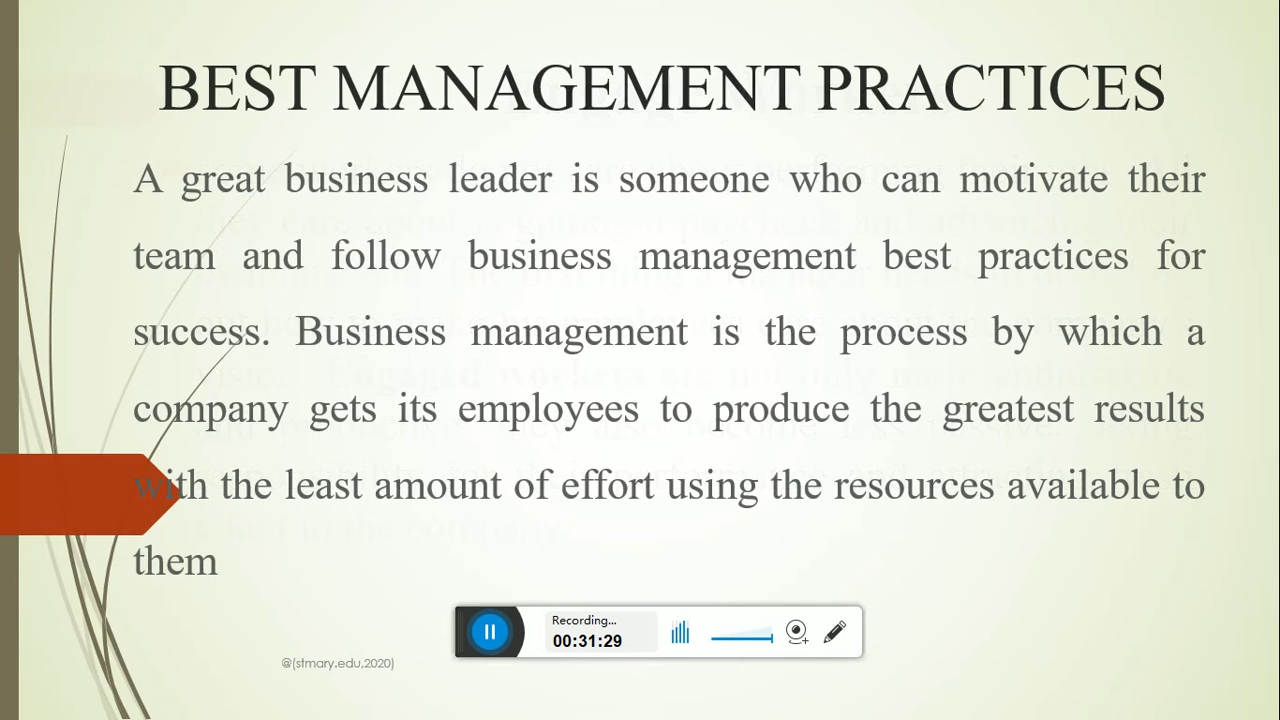 BEST MANAGEMENT PRACTICES
A great business leader is someone who can motivate their
team and follow business management best practices for
success. Business management is the process by which a
company gets its employees to produce the greatest results
with the least amount of effort using the resources available to
them
Recording...
00:31:29
@(stmary.edu,2020)